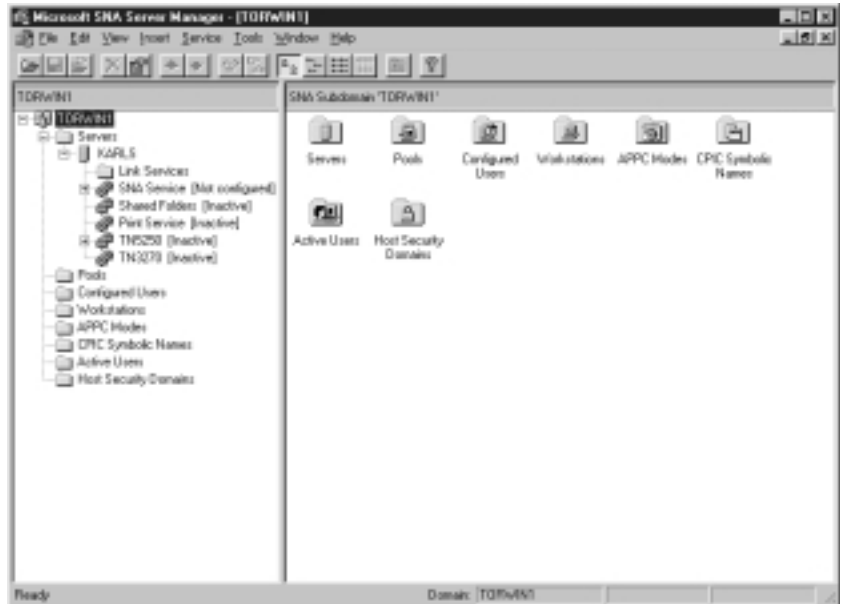 Microsoft SNA Server Manager - [TORWIN1]
File Edit View Insert Service Tools Window Help
TORWIN1
SNA Subdomain 'TORWIN1'
TORWIN1
Servers
KARLS
Link Services
SNA Service [Not configured]
Shared Folders [Inactive]
Print Service [Inactive]
TN5250 [Inactive]
TN3270 [Inactive]
Pools
Configured Users
Workstations
APPC Modes
CPIC Symbolic Names
Active Users
Host Security Domains
Servers
Pools
Configured
Users
Workstations
APPC Modes
CPIC Symbolic
Names
Active Users
Host Security
Domains
Ready
Domain: TORWIN1